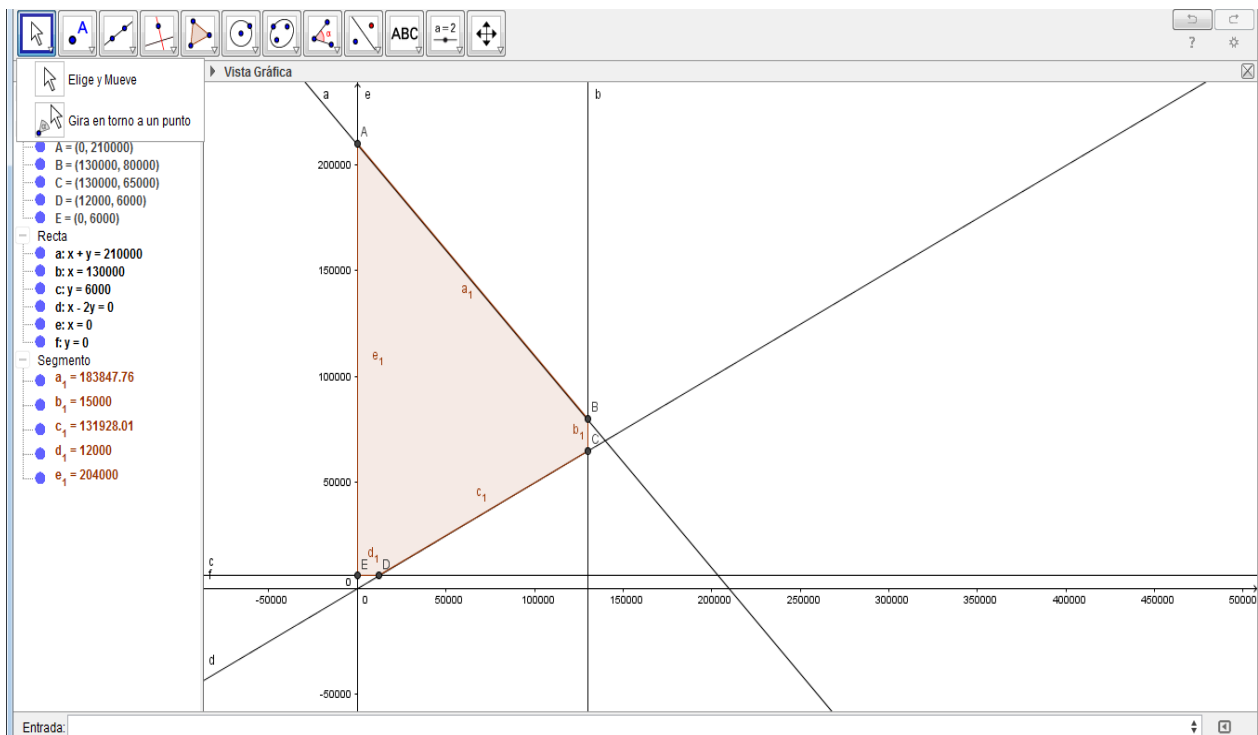 A
α
ABC
a=2
?
Elige y Mueve
Gira en torno a un punto
Vista Gráfica
A = (0, 210000)
B = (130000, 80000)
C = (130000, 65000)
D = (12000, 6000)
E = (0, 6000)
Recta
a: x + y = 210000
b: x = 130000
c: y = 6000
d: x - 2y = 0
e: x = 0
f: y = 0
Segmento
a₁ = 183847.76
b₁ = 15000
c₁ = 131928.01
d₁ = 12000
e₁ = 204000
a
e
b
A
200000
150000
a₁
e₁
100000
B
b₁
C
50000
c₁
d₁
c
E
D
f
0
-50000
0
50000
100000
150000
200000
250000
300000
350000
400000
450000
50000
d
-50000
Entrada: